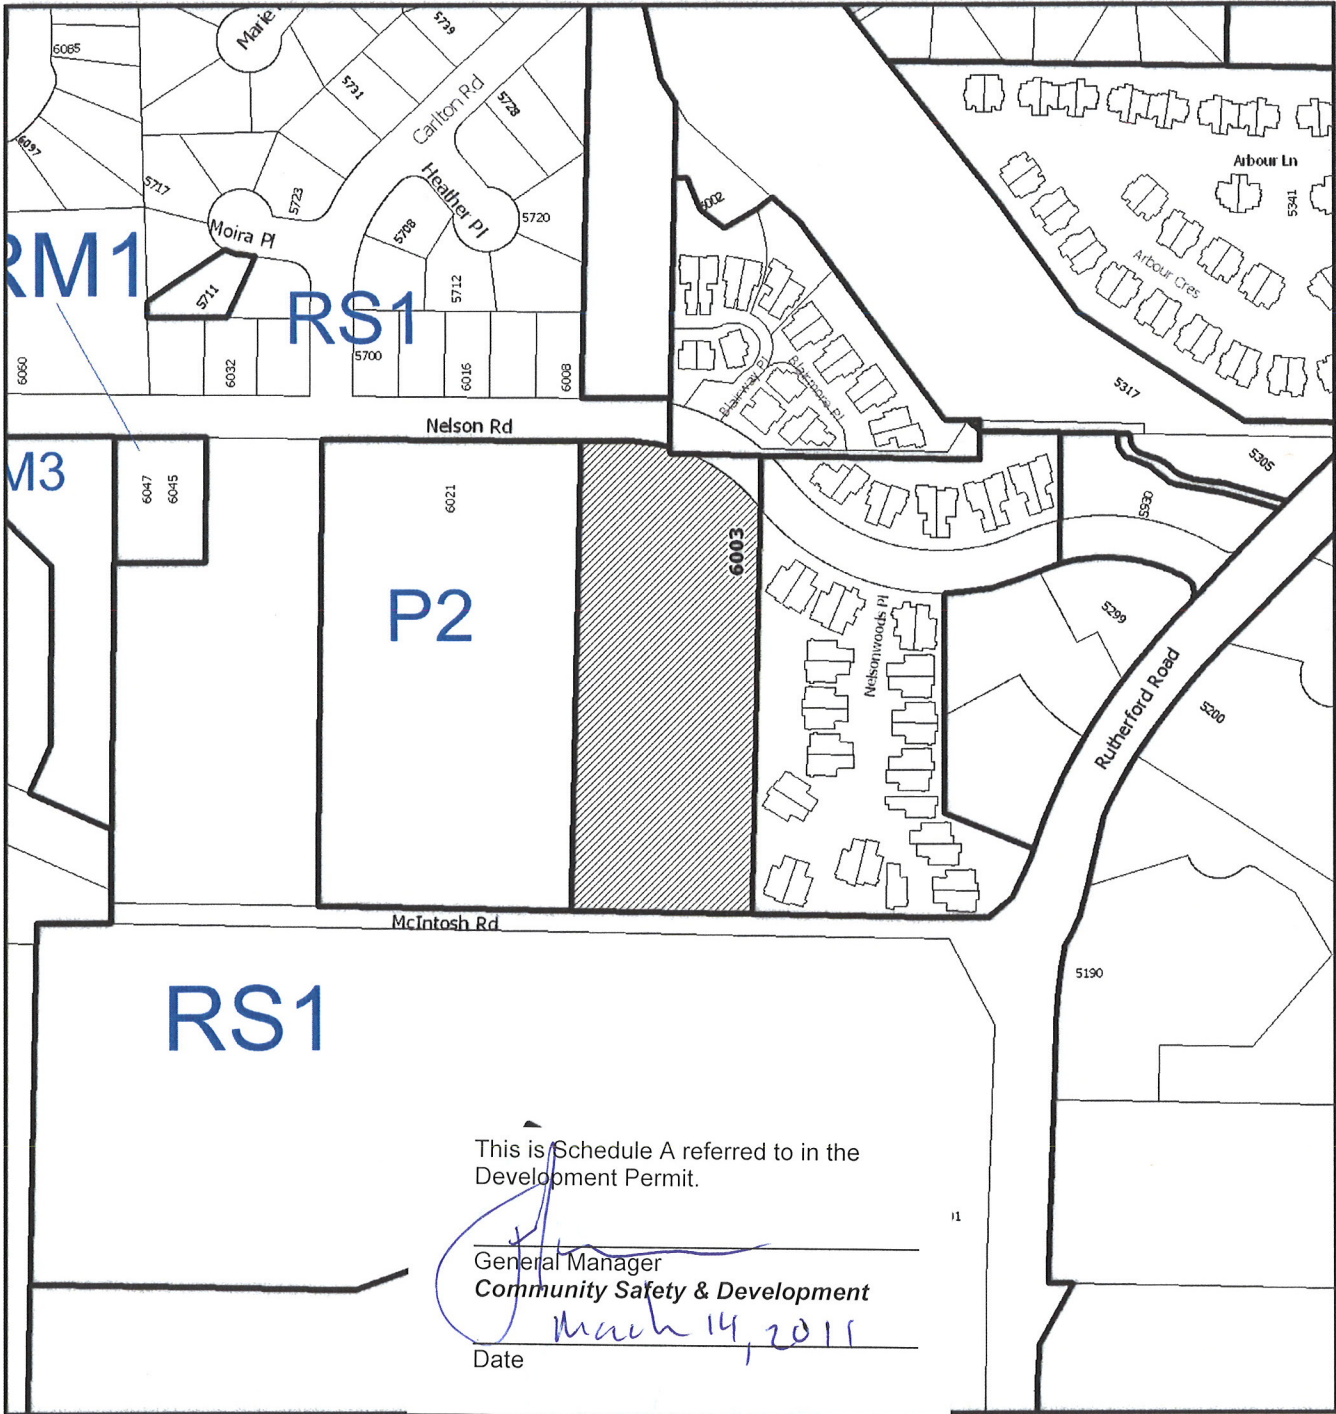 Marie
5739
6085
5731
Carlton Rd
5728
6097
5717
5723
Heather Pl
5720
Moira Pl
5708
5711
5712
RM1
RS1
6060
6032
5700
6016
6008
Nelson Rd
6002
Blairway Pl
Blairmore Pl
Arbour Ln
5341
Arbour Cres
5317
5305
M3
6047
6045
6021
P2
6003
5930
Nelsonwoods Pl
5299
5200
Rutherford Road
McIntosh Rd
5190
RS1
This is Schedule A referred to in the
Development Permit.
General Manager
Community Safety & Development
March 14, 2011
Date